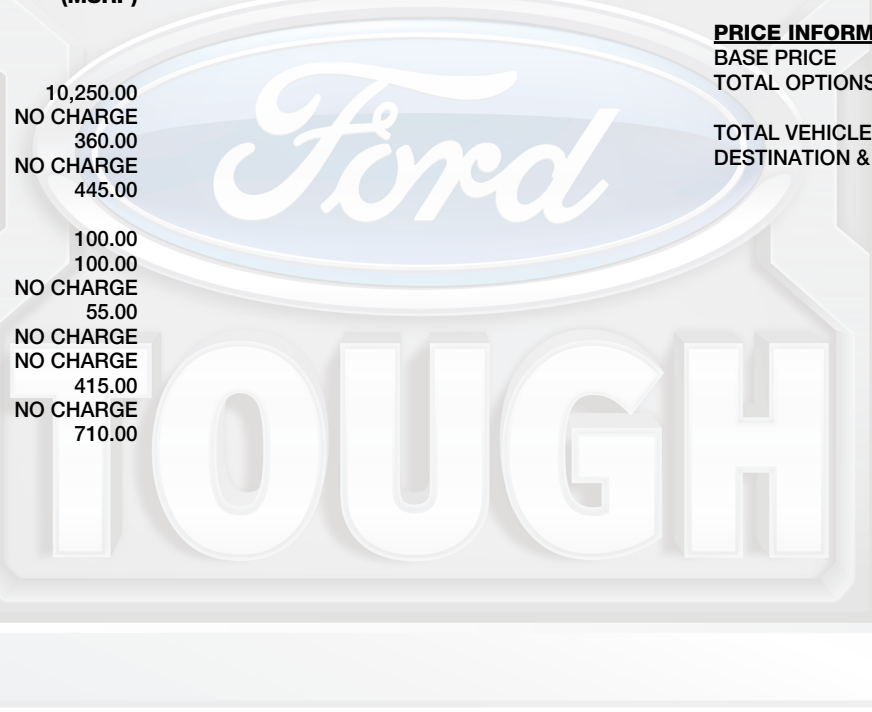 (MSRP)
10,250.00
NO CHARGE
360.00
NO CHARGE
445.00
100.00
100.00
NO CHARGE
55.00
NO CHARGE
NO CHARGE
415.00
NO CHARGE
710.00
PRICE INFORM
BASE PRICE
TOTAL OPTIONS
TOTAL VEHICLE
DESTINATION &
Ford
TOUGH